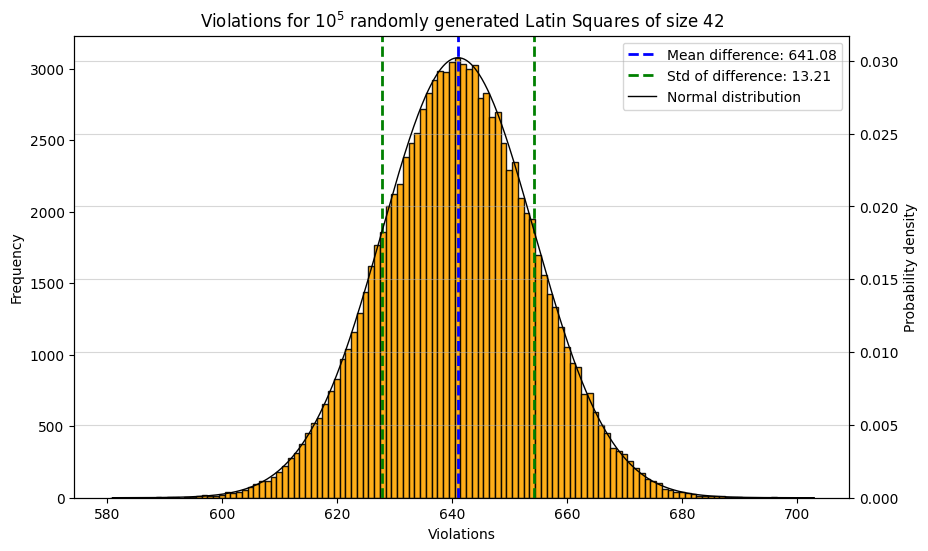 Violations for 10⁵ randomly generated Latin Squares of size 42
Mean difference: 641.08
Std of difference: 13.21
Normal distribution
Frequency
3000
2500
2000
1500
1000
500
0
0.030
0.025
0.020
0.015
0.010
0.005
0.000
Probability density
580 600 620 640 660 680 700
Violations